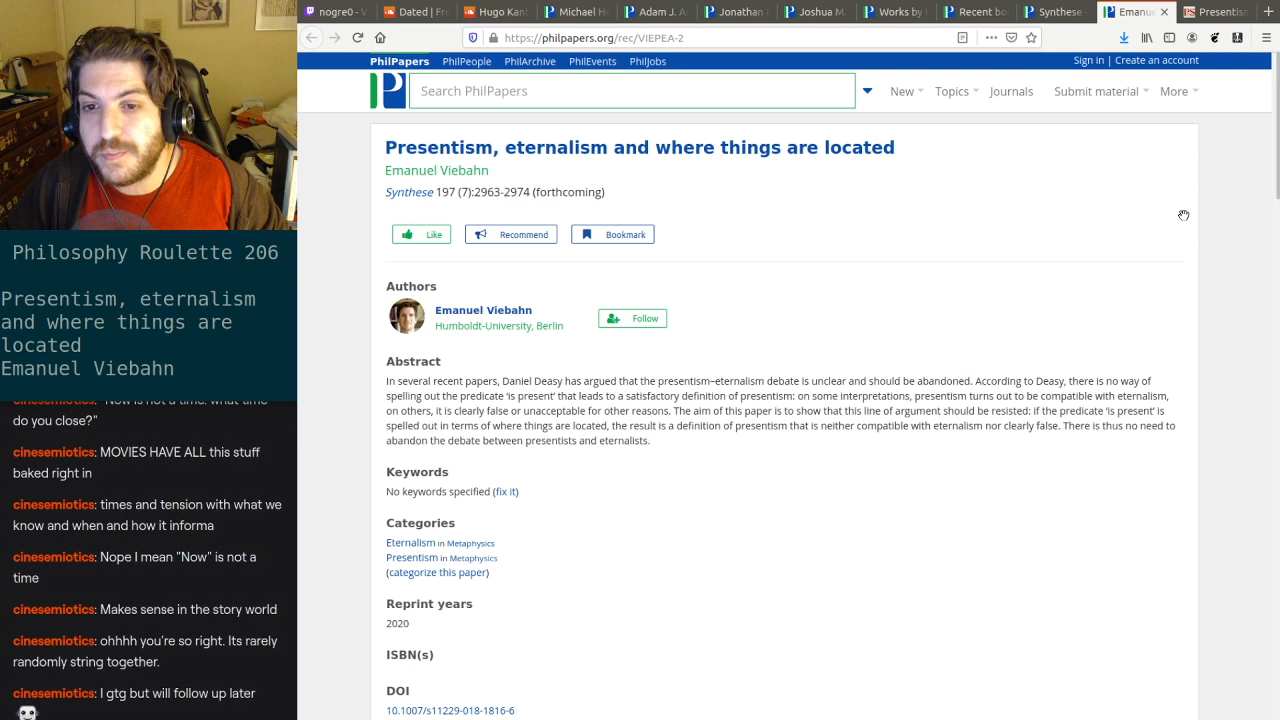 nogre0 - V
Dated | Fre
Hugo Kant
Michael He
Adam J. An
Jonathan
Joshua M.
Works by
Recent bo
Synthese -
Emanue
Presentism
https://philpapers.org/rec/VIEPEA-2
PhilPapers PhilPeople PhilArchive PhilEvents PhilJobs
Sign in | Create an account
Search PhilPapers
New Topics Journals Submit material More
Presentism, eternalism and where things are located
Emanuel Viebahn
Synthese 197 (7):2963-2974 (forthcoming)
Like Recommend Bookmark
Authors
Emanuel Viebahn
Humboldt-University, Berlin
Follow
Abstract
In several recent papers, Daniel Deasy has argued that the presentism–eternalism debate is unclear and should be abandoned. According to Deasy, there is no way of
spelling out the predicate ‘is present’ that leads to a satisfactory definition of presentism: on some interpretations, presentism turns out to be compatible with eternalism,
on others, it is clearly false or unacceptable for other reasons. The aim of this paper is to show that this line of argument should be resisted: if the predicate ‘is present’ is
spelled out in terms of where things are located, the result is a definition of presentism that is neither compatible with eternalism nor clearly false. There is thus no need to
abandon the debate between presentists and eternalists.
Keywords
No keywords specified (fix it)
Categories
Eternalism in Metaphysics
Presentism in Metaphysics
(categorize this paper)
Reprint years
2020
ISBN(s)
DOI
10.1007/s11229-018-1816-6
Philosophy Roulette 206
Presentism, eternalism
and where things are
located
Emanuel Viebahn
cinesemiotics: "Now is not a time. what time
do you close?"
cinesemiotics: MOVIES HAVE ALL this stuff
baked right in
cinesemiotics: times and tension with what we
know and when and how it informa
cinesemiotics: Nope I mean "Now" is not a
time
cinesemiotics: Makes sense in the story world
cinesemiotics: ohhhh you're so right. Its rarely
randomly string together.
cinesemiotics: I gtg but will follow up later